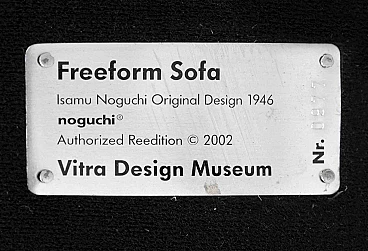 Freeform Sofa
Isamu Noguchi Original Design 1946
noguchi®
Authorized Reedition © 2002
Vitra Design Museum
Nr.